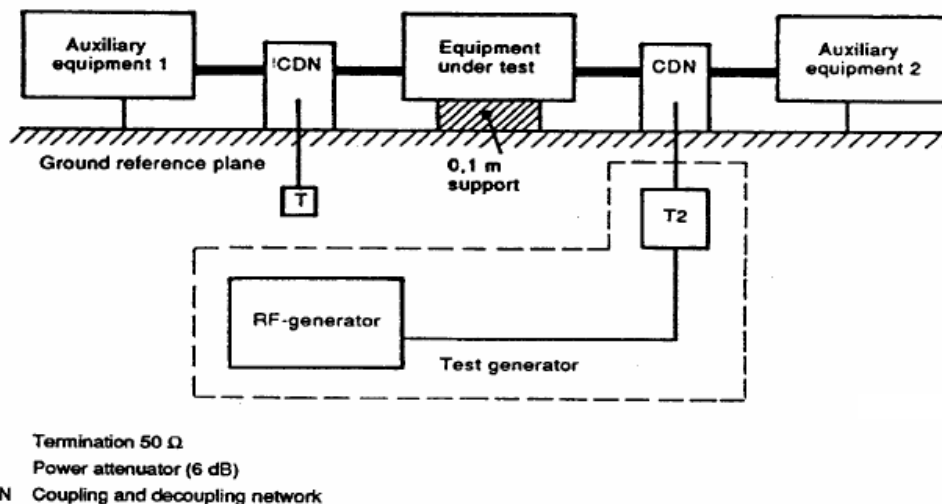 Auxiliary
equipment 1
CDN
Equipment
under test
CDN
Auxiliary
equipment 2
Ground reference plane
0,1 m
support
T
T2
RF-generator
Test generator
Termination 50 Ω
Power attenuator (6 dB)
N Coupling and decoupling network